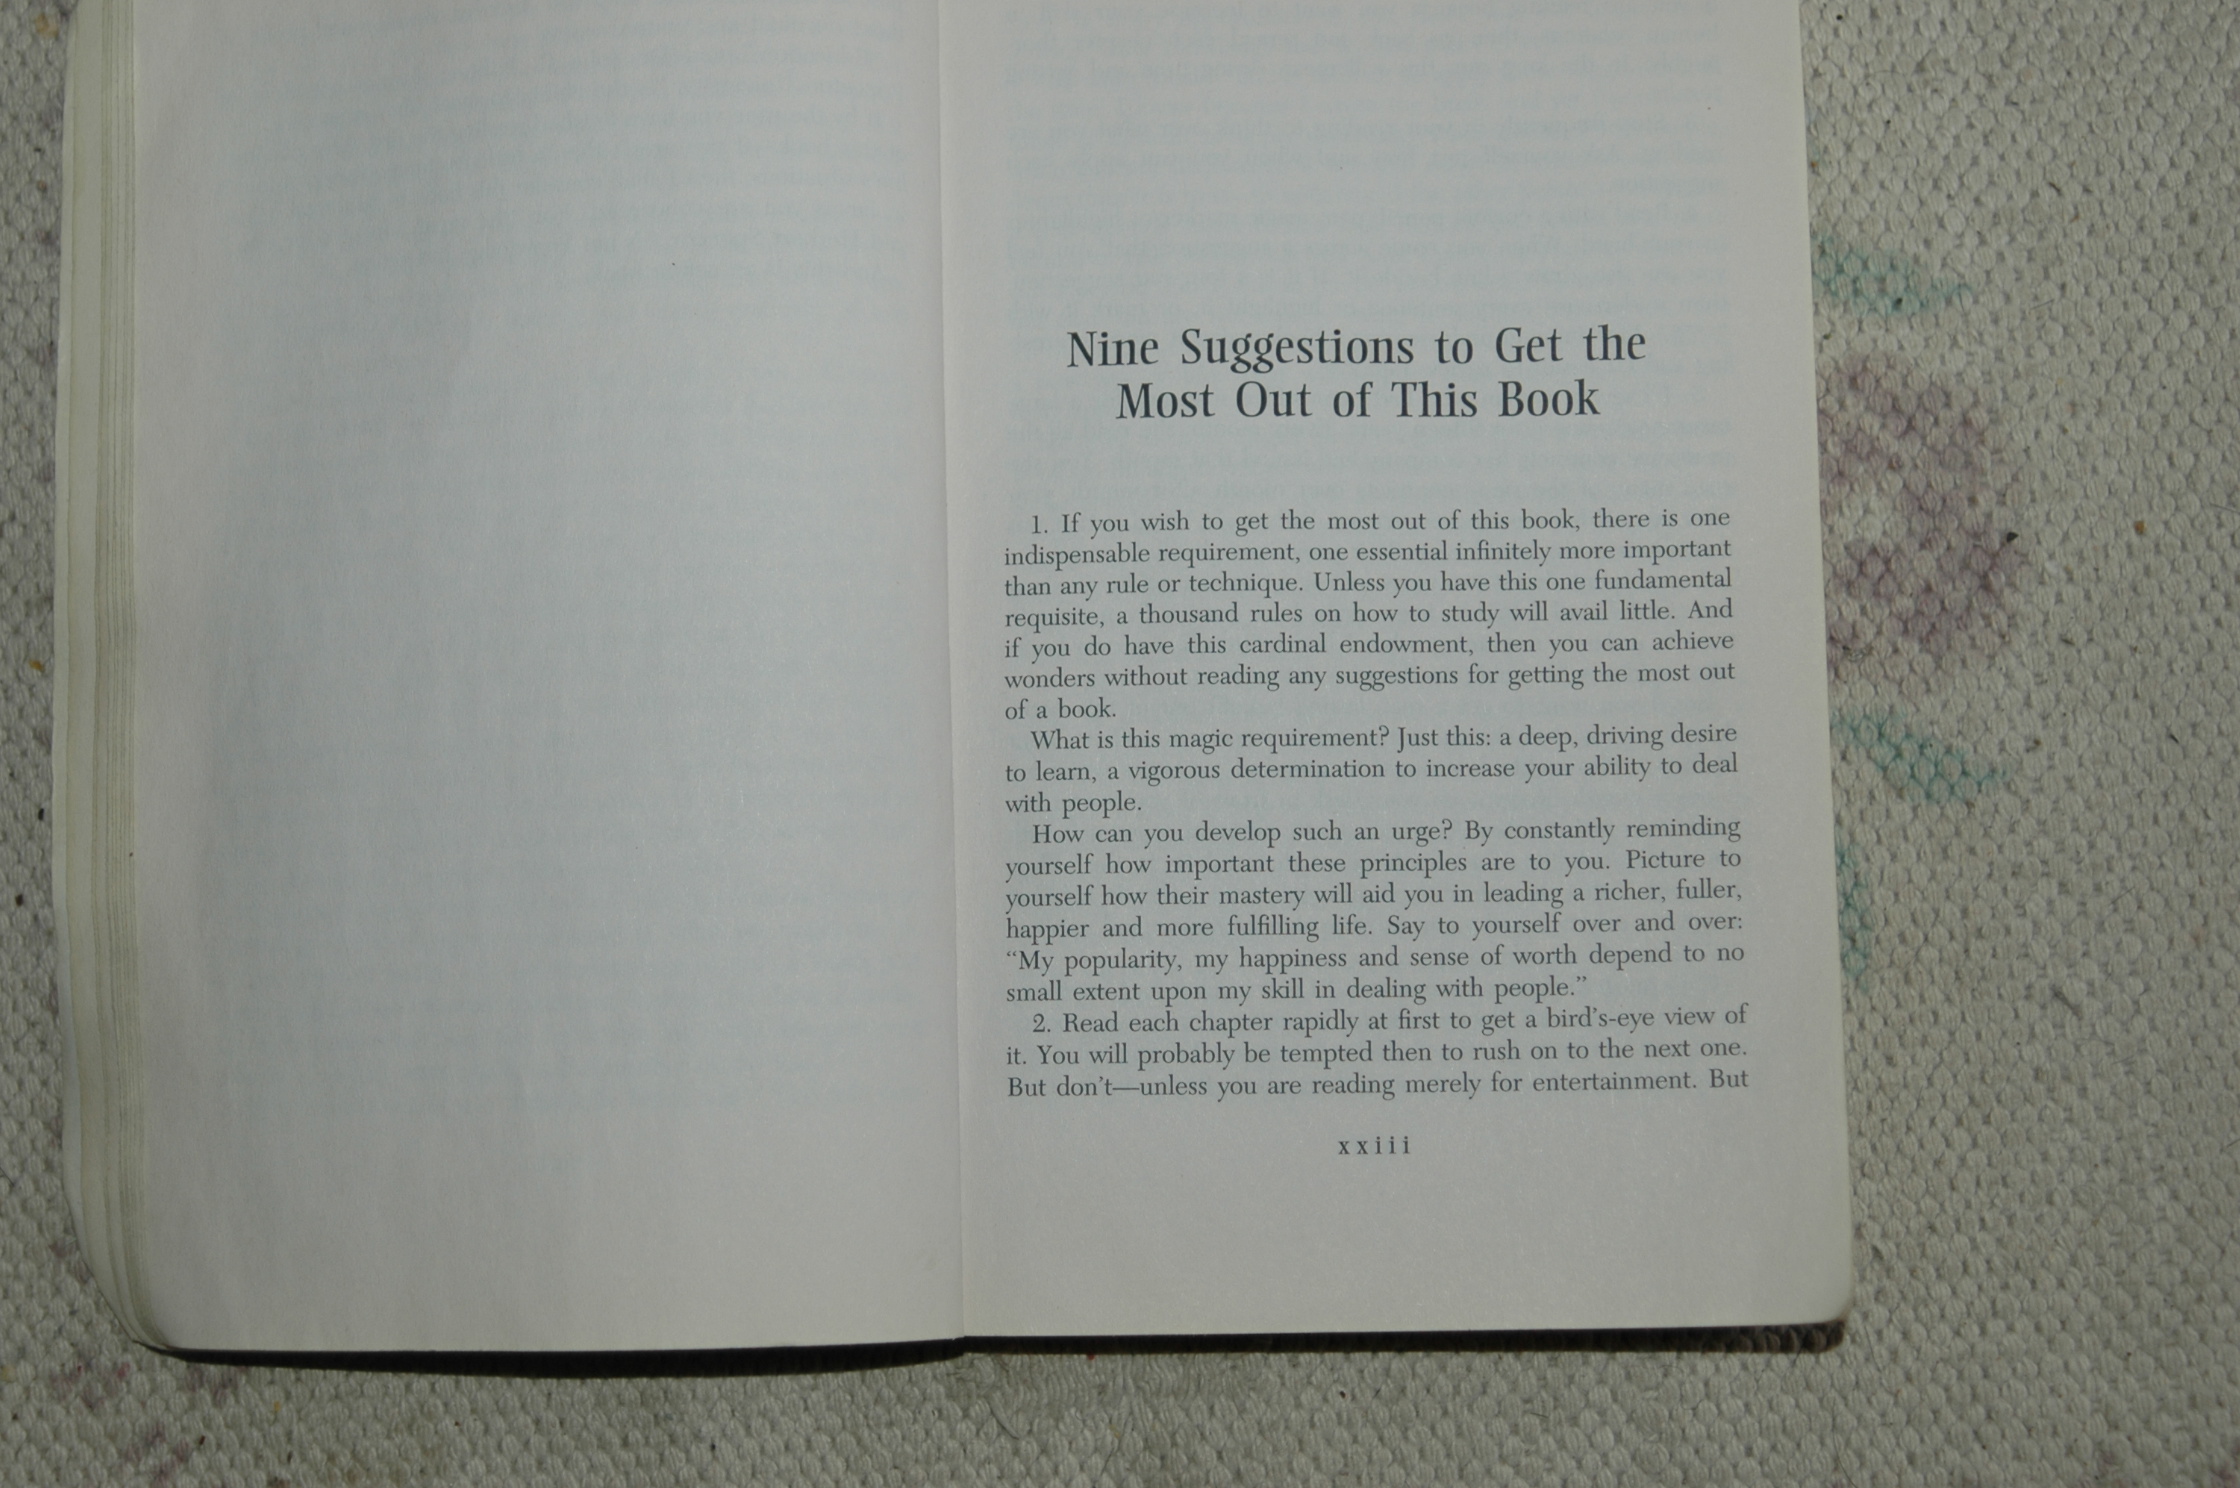 Nine Suggestions to Get the
Most Out of This Book
1. If you wish to get the most out of this book, there is one
indispensable requirement, one essential infinitely more important
than any rule or technique. Unless you have this one fundamental
requisite, a thousand rules on how to study will avail little. And
if you do have this cardinal endowment, then you can achieve
wonders without reading any suggestions for getting the most out
of a book.
What is this magic requirement? Just this: a deep, driving desire
to learn, a vigorous determination to increase your ability to deal
with people.
How can you develop such an urge? By constantly reminding
yourself how important these principles are to you. Picture to
yourself how their mastery will aid you in leading a richer, fuller,
happier and more fulfilling life. Say to yourself over and over:
“My popularity, my happiness and sense of worth depend to no
small extent upon my skill in dealing with people.”
2. Read each chapter rapidly at first to get a bird’s-eye view of
it. You will probably be tempted then to rush on to the next one.
But don’t—unless you are reading merely for entertainment. But
xxiii